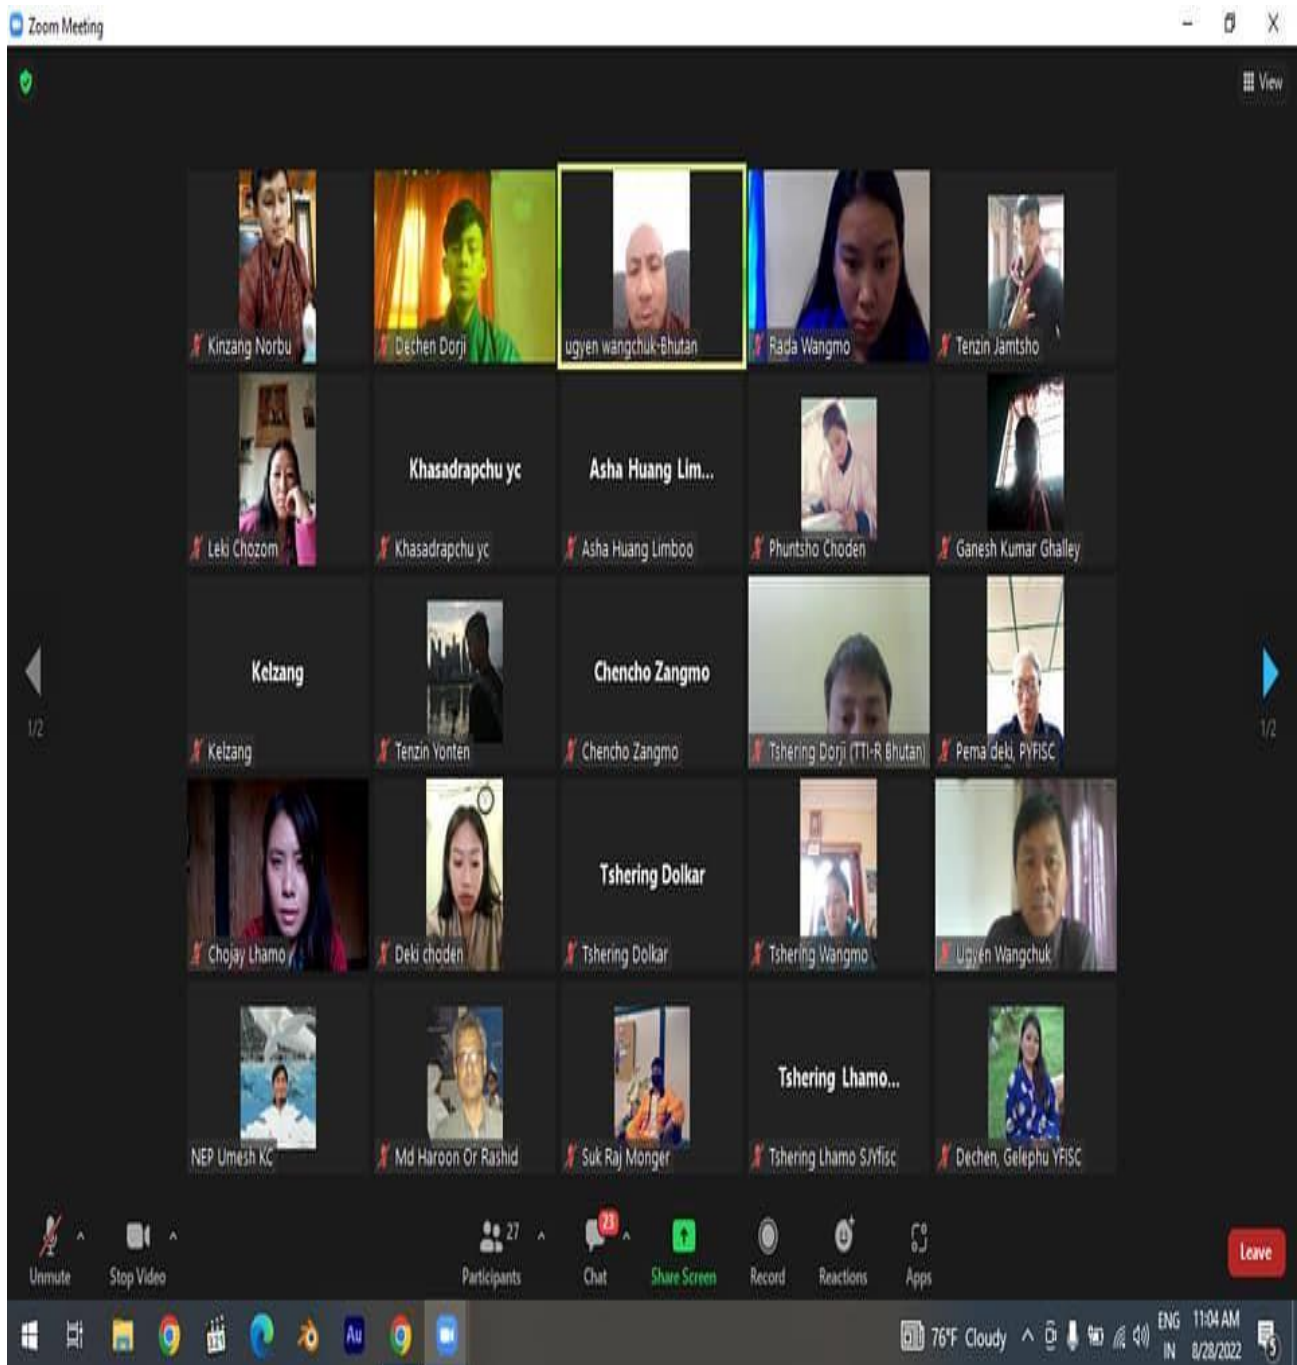 Zoom Meeting
View
Kinzang Norbu
Dechen Dorji
ugyen wangchuk-Bhutan
Rada Wangmo
Tenzin Jamtsho
Leki Chozom
Khasadrapchu yc
Khasadrapchu yc
Asha Huang Lim...
Asha Huang Limboo
Phuntsho Choden
Ganesh Kumar Ghalley
Kelzang
Kelzang
Tenzin Yonten
Chencho Zangmo
Chencho Zangmo
Tshering Dorji (TTI-R Bhutan)
Pema deki, PYFISC
1/2
1/2
Chojay Lhamo
Deki choden
Tshering Dolkar
Tshering Dolkar
Tshering Wangmo
Ugyen Wangchuk
NEP Umesh KC
Md Haroon Or Rashid
Suk Raj Monger
Tshering Lhamo...
Tshering Lhamo SJYfisc
Dechen, Gelephu YFISC
27
23
Unmute
Stop Video
Participants
Chat
Share Screen
Record
Reactions
Apps
Leave
Au
76°F Cloudy
ENG
IN
11:04 AM
8/28/2022
5